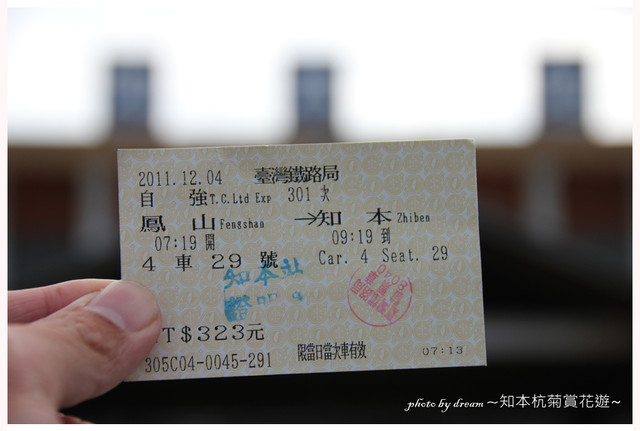 2011.12.04 臺灣鐵路局
自 強 T.C.Ltd Exp 301 次
鳳 山 Fengshan →知 本 Zhiben
07:19 開 09:19 到
4 車 29 號 Car. 4 Seat. 29
知本站
證明
T$323元
305C04-0045-291 限當日當次車有效 07:13
photo by dream ~知本杭菊賞花遊~